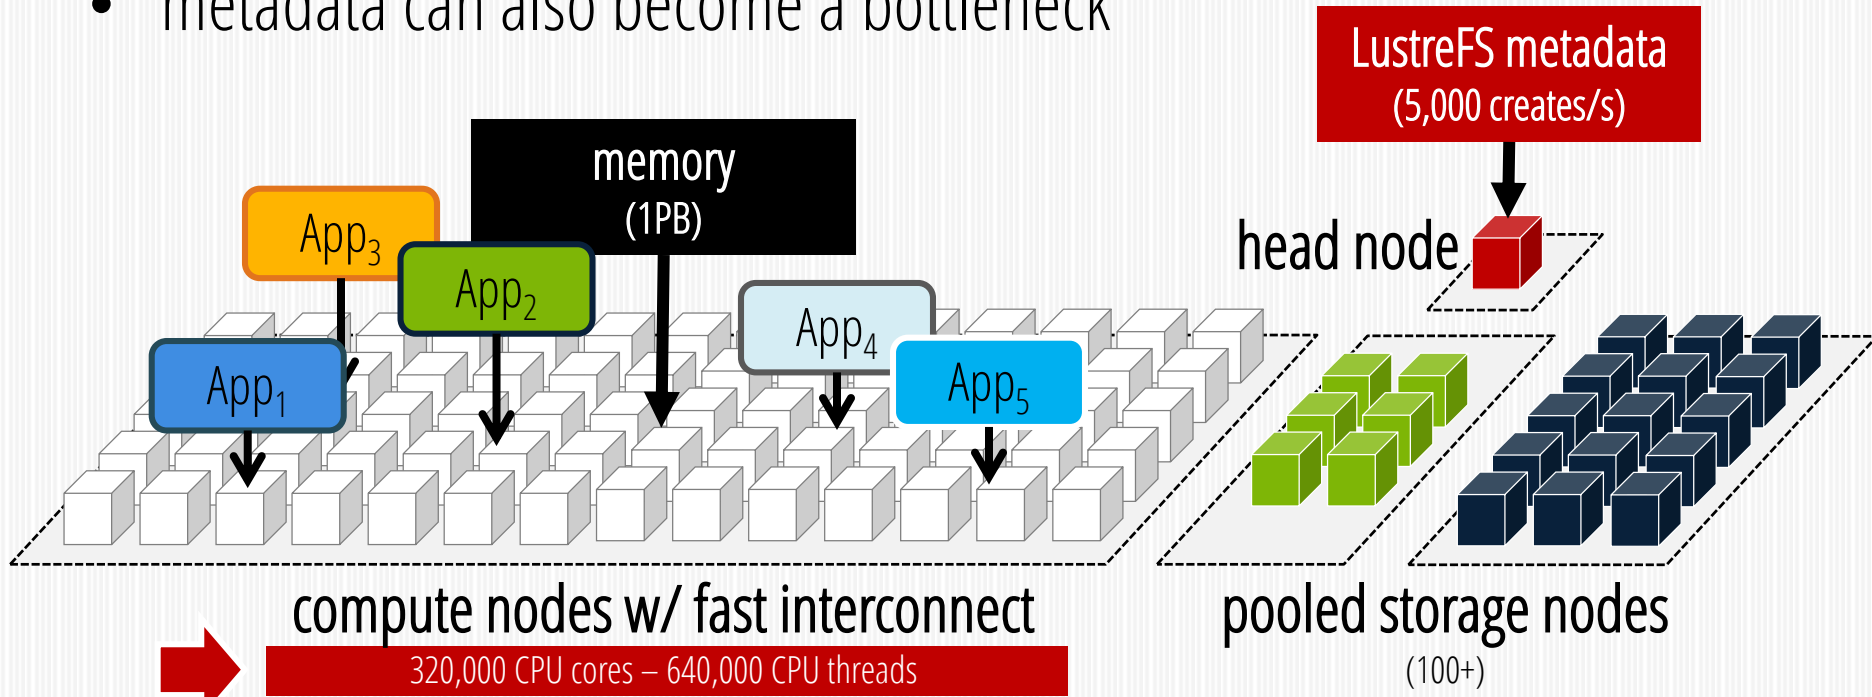 • metadata can also become a bottleneck
LustreFS metadata
(5,000 creates/s)
memory
(1PB)
App3
App2
head node
App4
App1
App5
compute nodes w/ fast interconnect
pooled storage nodes
320,000 CPU cores – 640,000 CPU threads
(100+)